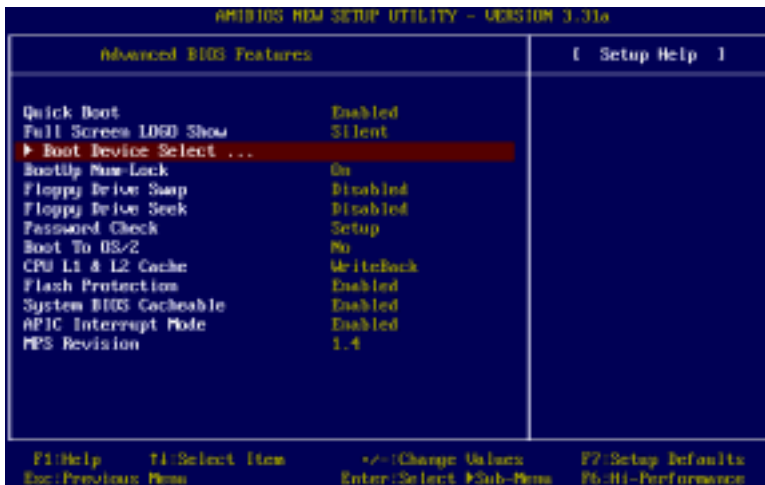 AMIBIOS NEW SETUP UTILITY - VERSION 3.31a
Advanced BIOS Features
[ Setup Help ]
Quick Boot Enabled
Full Screen LOGO Show Silent
▶ Boot Device Select ...
BootUp Num-Lock On
Floppy Drive Swap Disabled
Floppy Drive Seek Disabled
Password Check Setup
Boot To OS/2 No
CPU L1 & L2 Cache WriteBack
Flash Protection Enabled
System BIOS Cacheable Enabled
APIC Interrupt Mode Enabled
MPS Revision 1.4
F1:Help ↑↓:Select Item +/-:Change Values F7:Setup Defaults
Esc:Previous Menu Enter:Select ▶Sub-Menu F6:Hi-Performance